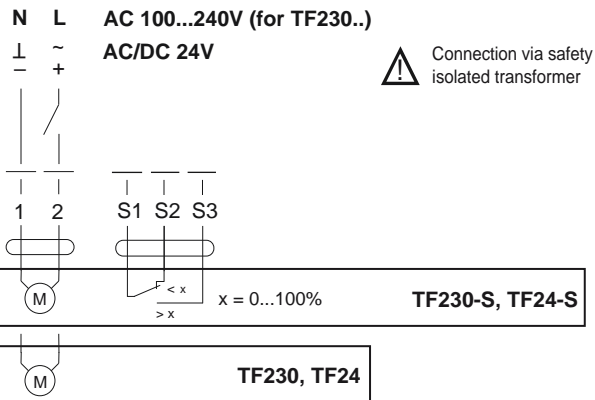 N L AC 100...240V (for TF230..)
⊥ ~ AC/DC 24V
− +
Connection via safety
isolated transformer
1 2 S1 S2 S3
M
< x
> x
x = 0...100%
TF230-S, TF24-S
M
TF230, TF24